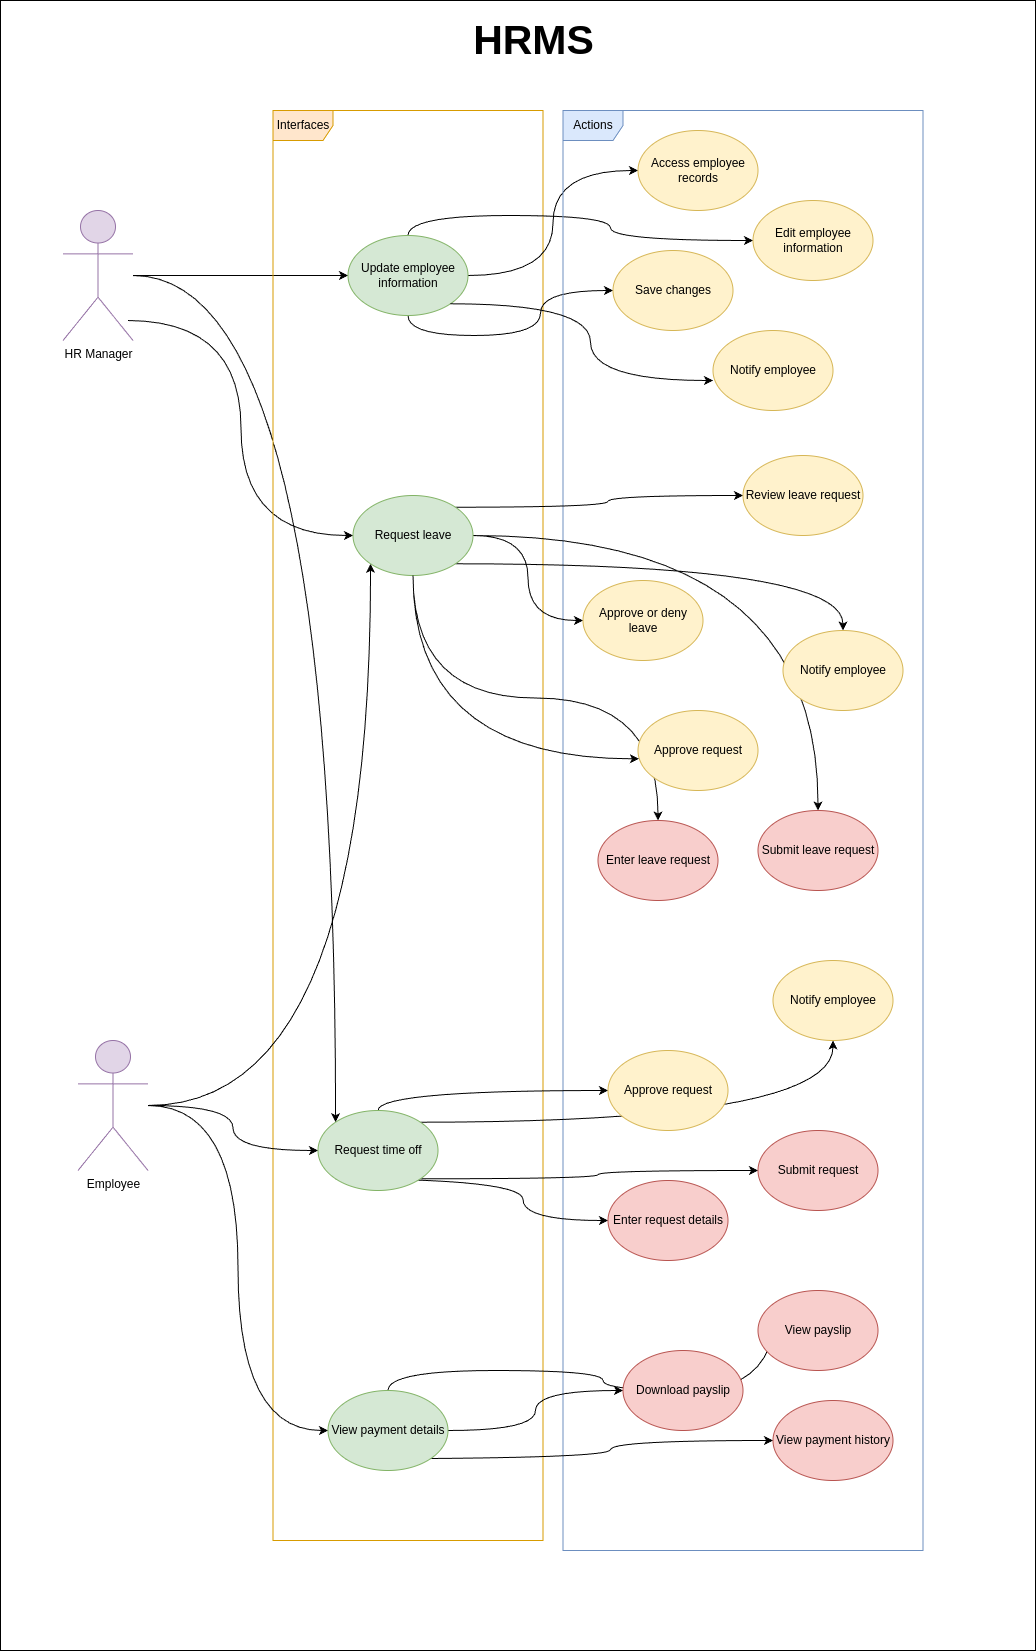 HRMS
Interfaces
Actions
Access employee
records
Edit employee
information
Update employee
information
Save changes
HR Manager
Notify employee
Review leave request
Request leave
Approve or deny
leave
Notify employee
Approve request
Enter leave request
Submit leave request
Notify employee
Approve request
Employee
Request time off
Submit request
Enter request details
View payslip
Download payslip
View payment details
View payment history